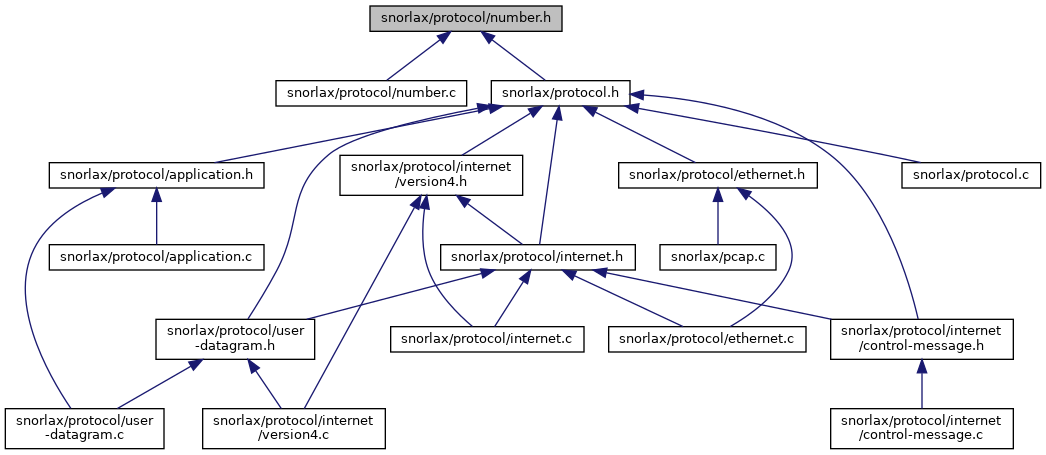 snorlax/protocol/number.h
snorlax/protocol/number.c
snorlax/protocol.h
snorlax/protocol/application.h
snorlax/protocol/internet
/version4.h
snorlax/protocol/ethernet.h
snorlax/protocol.c
snorlax/protocol/application.c
snorlax/protocol/internet.h
snorlax/pcap.c
snorlax/protocol/user
-datagram.h
snorlax/protocol/internet.c
snorlax/protocol/ethernet.c
snorlax/protocol/internet
/control-message.h
snorlax/protocol/user
-datagram.c
snorlax/protocol/internet
/version4.c
snorlax/protocol/internet
/control-message.c